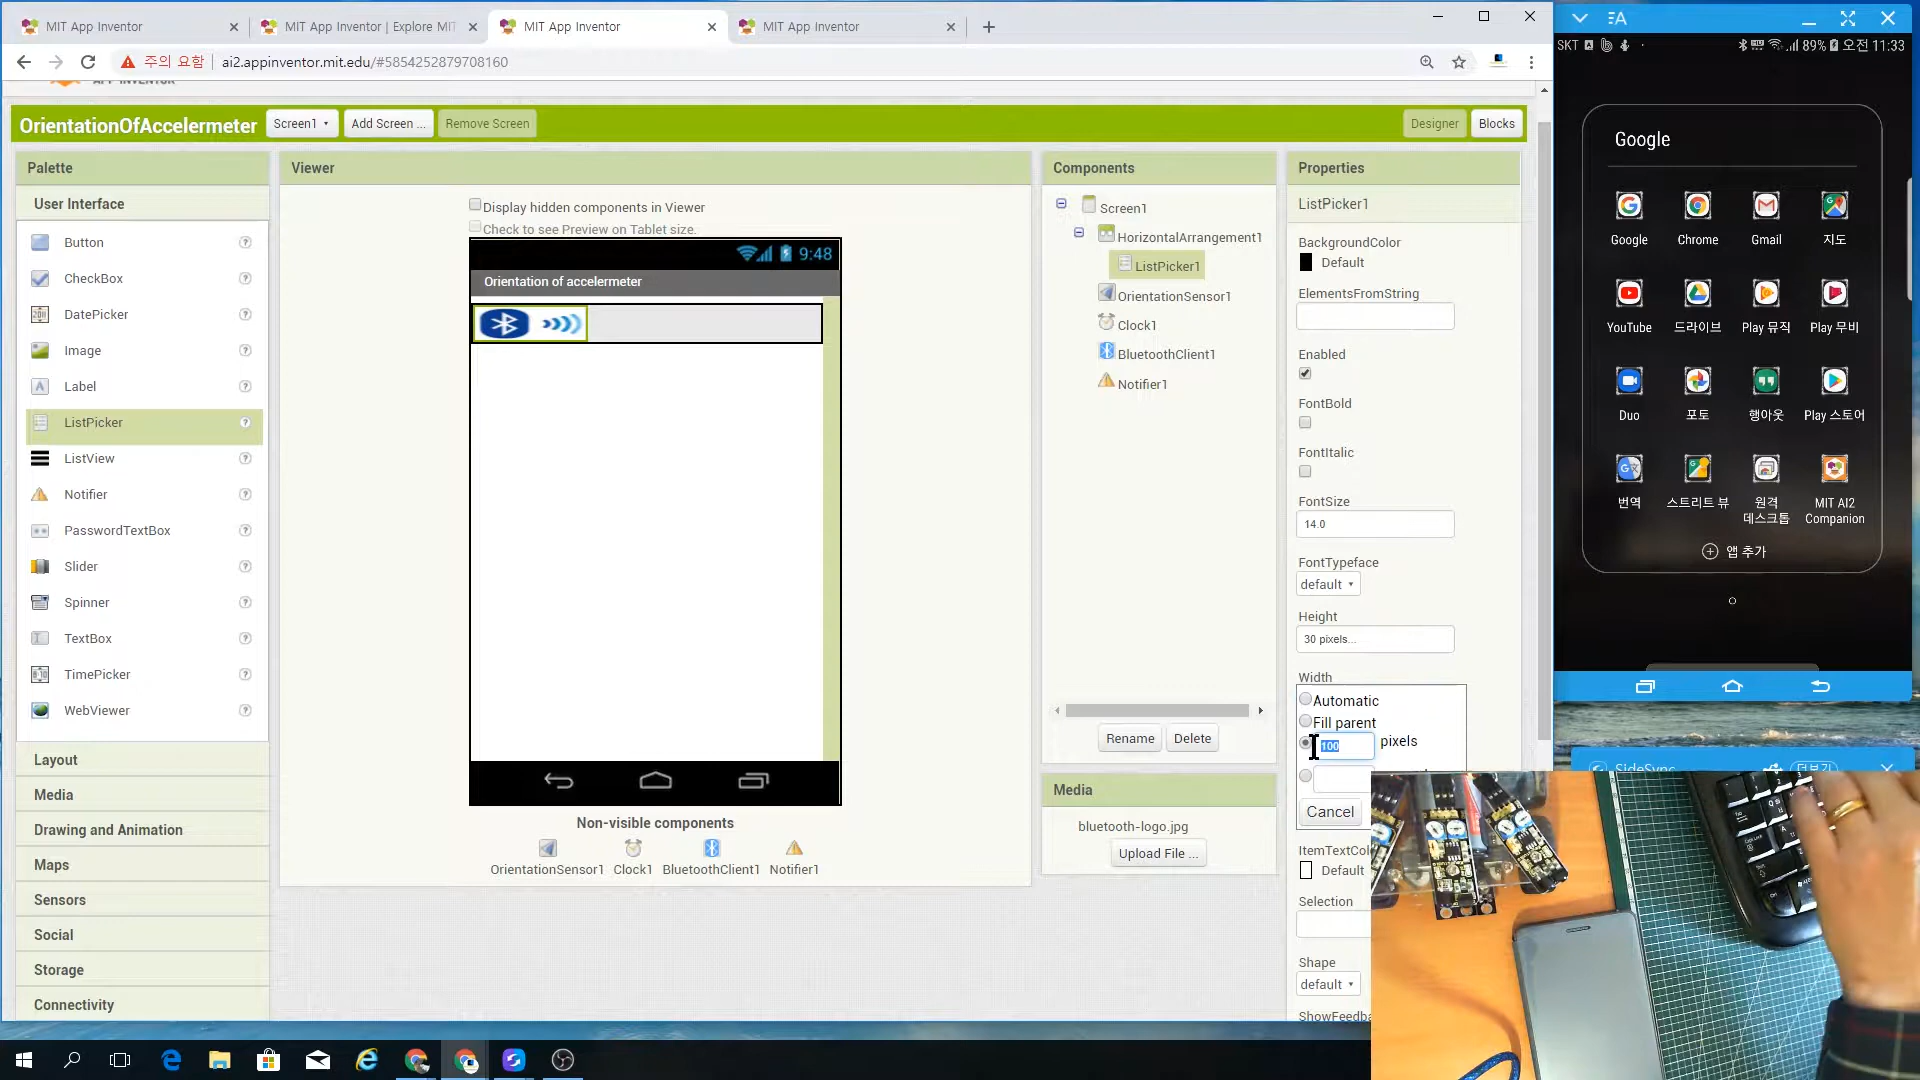 MIT App Inventor
MIT App Inventor | Explore MIT
MIT App Inventor
MIT App Inventor
주의 요함
ai2.appinventor.mit.edu/#5854252879708160
APP INVENTOR
OrientationOfAccelermeter
Screen1
Add Screen ...
Remove Screen
Designer
Blocks
Palette
User Interface
Button
CheckBox
DatePicker
Image
Label
ListPicker
ListView
Notifier
PasswordTextBox
Slider
Spinner
TextBox
TimePicker
WebViewer
Layout
Media
Drawing and Animation
Maps
Sensors
Social
Storage
Connectivity
Viewer
Display hidden components in Viewer
Check to see Preview on Tablet size.
9:48
Orientation of accelermeter
Non-visible components
OrientationSensor1
Clock1
BluetoothClient1
Notifier1
Components
Screen1
HorizontalArrangement1
ListPicker1
OrientationSensor1
Clock1
BluetoothClient1
Notifier1
Rename
Delete
Media
bluetooth-logo.jpg
Upload File ...
Properties
ListPicker1
BackgroundColor
Default
ElementsFromString
Enabled
FontBold
FontItalic
FontSize
14.0
FontTypeface
default
Height
30 pixels...
Width
Automatic
Fill parent
100 pixels
Cancel
Default
Selection
Shape
default
SKT
89%
오전 11:33
Google
Google
Chrome
Gmail
지도
YouTube
드라이브
Play 뮤직
Play 무비
Duo
포토
행아웃
Play 스토어
번역
스트리트 뷰
원격
데스크톱
MIT AI2
Companion
앱 추가
SideSync
더보기